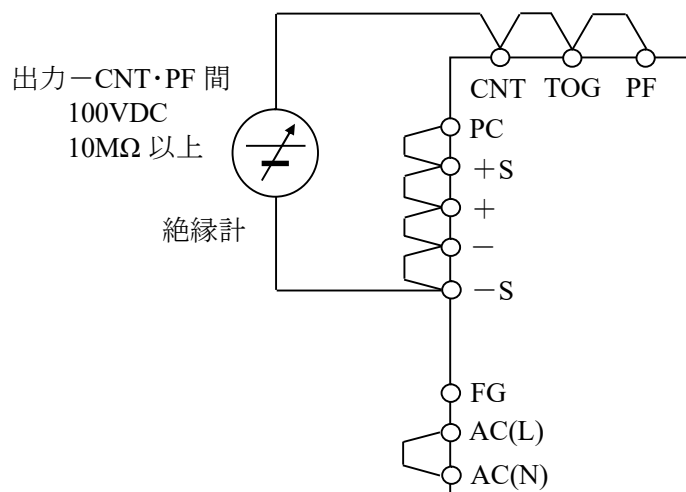 出力－CNT･PF 間
100VDC
10MΩ 以上
絶縁計
CNT TOG PF
PC
＋S
＋
－
－S
FG
AC(L)
AC(N)